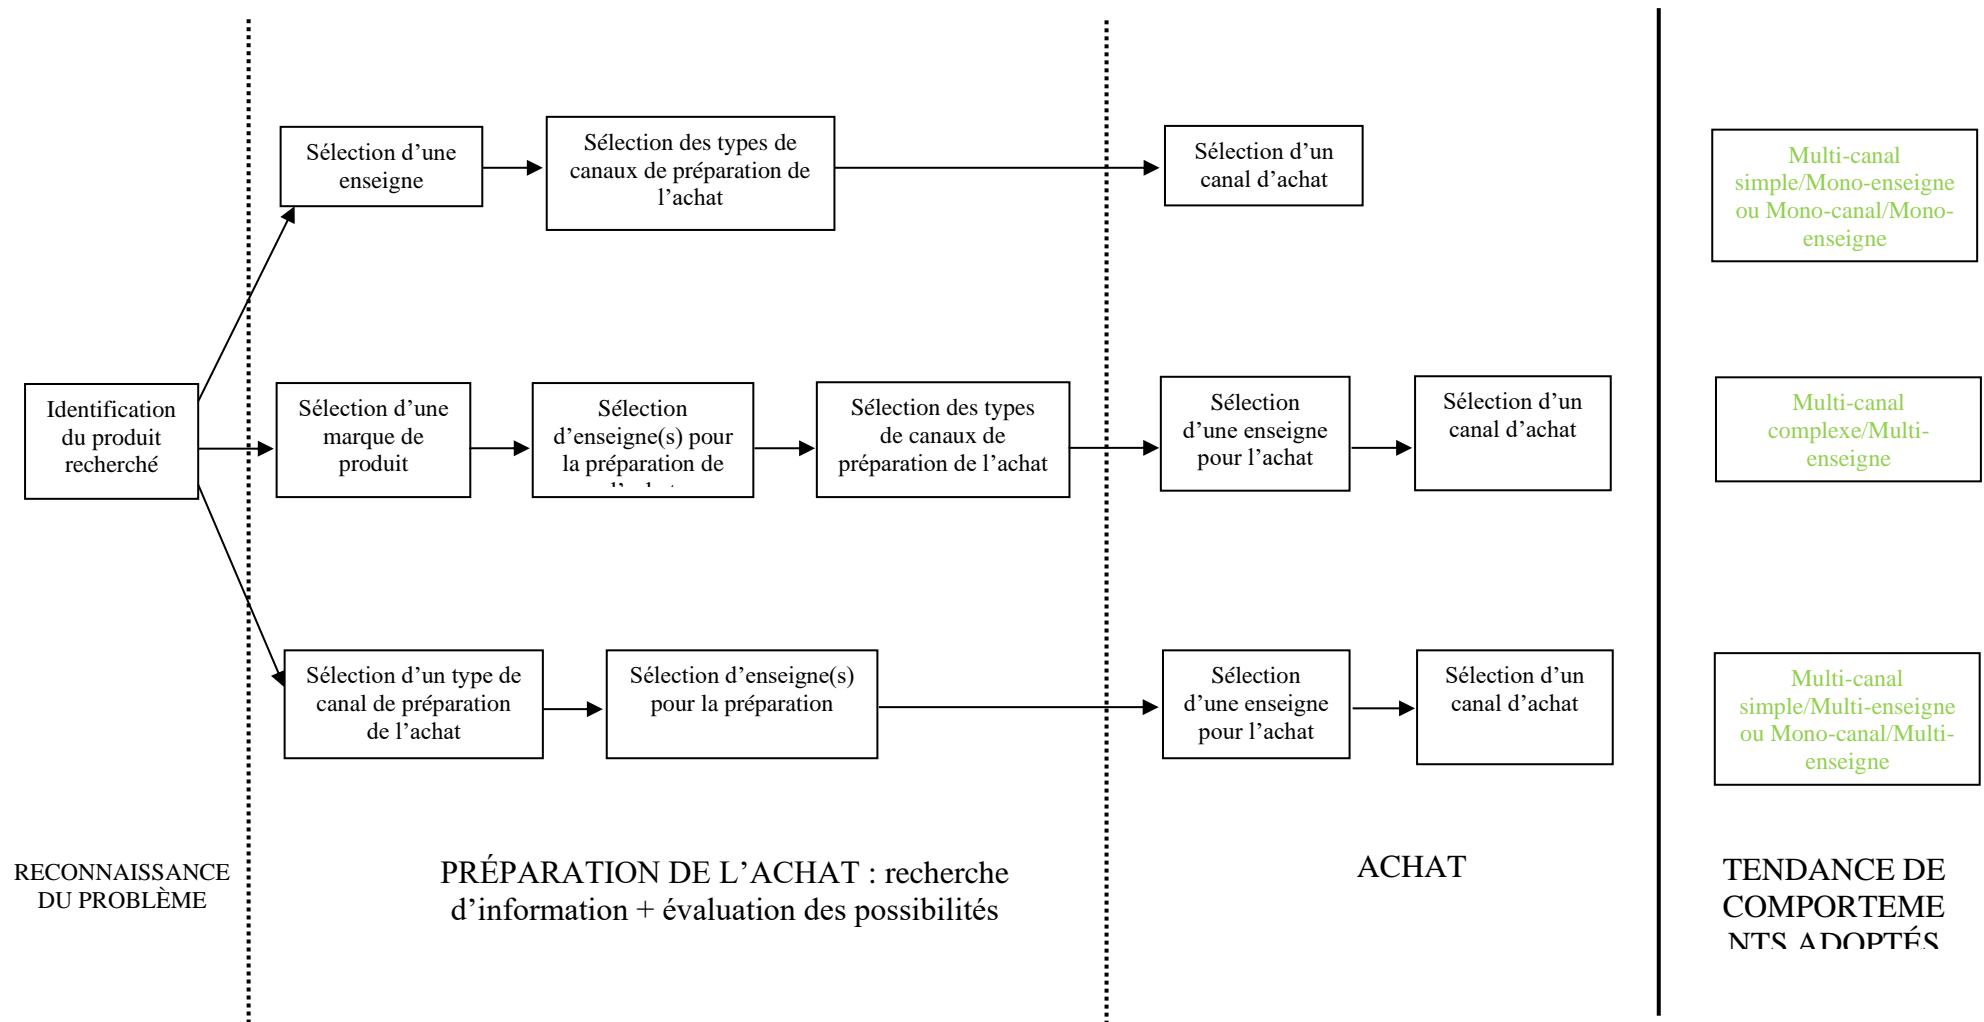 Sélection d'une
enseigne
Sélection des types de
canaux de préparation de
l'achat
Sélection d'un
canal d'achat
Multi-canal
simple/Mono-enseigne
ou Mono-canal/Mono-
enseigne
Identification
du produit
recherché
Sélection d'une
marque de
produit
Sélection
d'enseigne(s) pour
la préparation de
Sélection des types
de canaux de
préparation de l'achat
Sélection
d'une enseigne
pour l'achat
Sélection d'un
canal d'achat
Multi-canal
complexe/Multi-
enseigne
Sélection d'un type de
canal de préparation
de l'achat
Sélection d'enseigne(s)
pour la préparation
Sélection
d'une enseigne
pour l'achat
Sélection d'un
canal d'achat
Multi-canal
simple/Multi-enseigne
ou Mono-canal/Multi-
enseigne
RECONNAISSANCE
DU PROBLÈME
PRÉPARATION DE L'ACHAT : recherche
d'information + évaluation des possibilités
ACHAT
TENDANCE DE
COMPORTEME
NTS ADOPTÉS